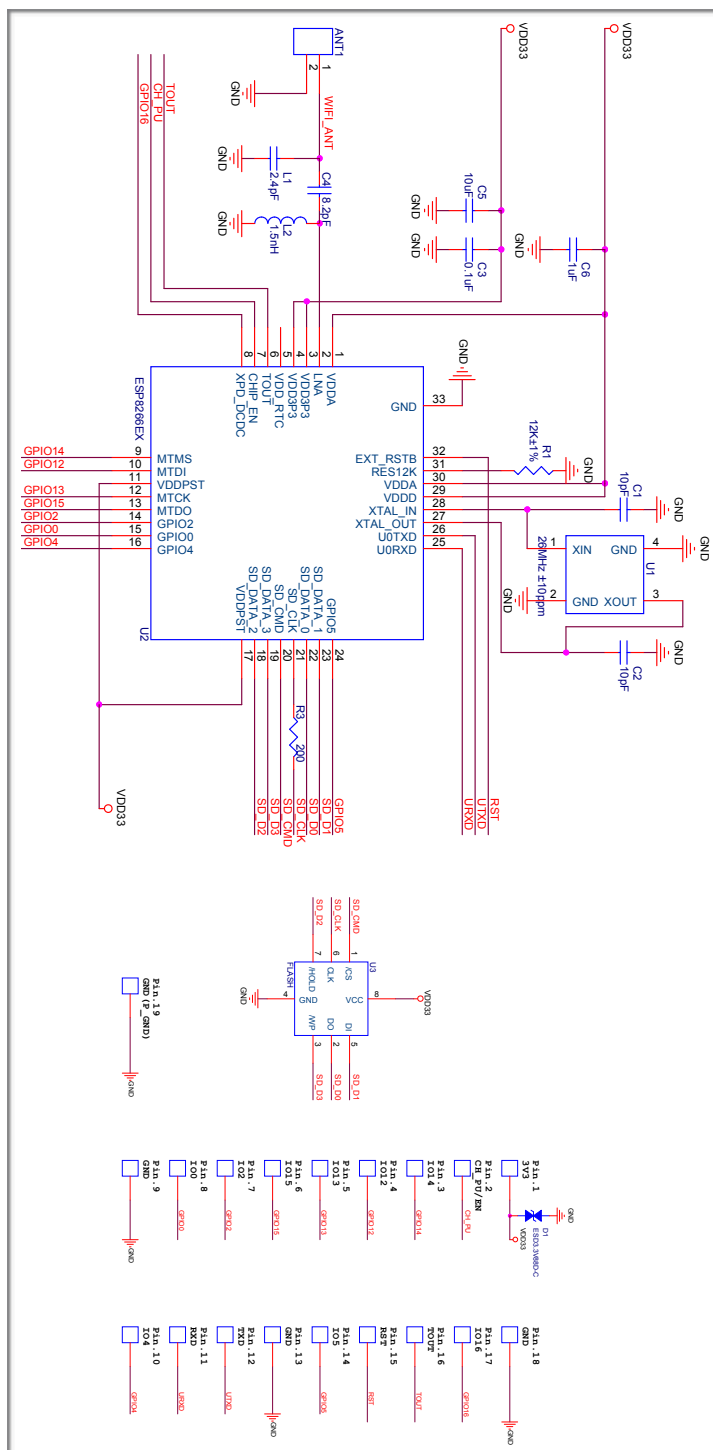 ANT1
1
2
GND
WIFI_ANT
TOUT
CH_PU
GPIO16
GND
L1
2.4pF
C4
8.2pF
GND
L2
1.5nH
VDD33
C5
10uF
GND
C3
0.1uF
GND
VDD33
C6
1uF
GND
8 7 6 5 4 3 2 1
XPD_DCDC
CHIP_EN
TOUT
VDD_RTC
VDD3P3
VDD3P3
LNA
VDDA
ESP8266EX
U2
GND 33
GND
GPIO14 9 MTMS
GPIO12 10 MTDI
11 VDDPST
GPIO13 12 MTCK
GPIO15 13 MTDO
GPIO2 14 GPIO2
GPIO0 15 GPIO0
GPIO4 16 GPIO4
EXT_RSTB 32
RES12K 31
VDDA 30
VDDD 29
XTAL_IN 28
XTAL_OUT 27
U0TXD 26
U0RXD 25
R1
12K±1%
GND
C1
10pF
GND
1 XIN
GND 4
2 GND
XOUT 3
U1
26MHz ±10ppm
GND
GND
C2
10pF
GND
VDDPST
SD_DATA_2
SD_DATA_3
SD_CMD
SD_CLK
SD_DATA_0
SD_DATA_1
GPIO5
17 18 19 20 21 22 23 24
R3
200
VDD33
SD_D2
SD_D3
SD_CMD
SD_CLK
SD_D0
SD_D1
GPIO5
URXD
UTXD
RST
SD_D2
SD_CLK
SD_CMD
7 6 1
U3
FLASH
/HOLD
CLK
/CS
GND
4 GND
VCC 8
VDD33
/WP
DO
DI
3 2 5
SD_D3
SD_D0
SD_D1
Pin.19
GND(P_GND)
GND
Pin.1
3V3
D1
ESD3.3V88D-C
GND
VDD33
Pin.2
CH_PU/EN
CH_PU
Pin.3
IO14
GPIO14
Pin.4
IO12
GPIO12
Pin.5
IO13
GPIO13
Pin.6
IO15
GPIO15
Pin.7
IO2
GPIO2
Pin.8
IO0
GPIO0
Pin.9
GND
GND
Pin.18
GND
GND
Pin.17
IO16
GPIO16
Pin.16
TOUT
TOUT
Pin.15
RST
RST
Pin.14
IO5
GPIO5
Pin.13
GND
GND
Pin.12
TXD
UTXD
Pin.11
RXD
URXD
Pin.10
IO4
GPIO4